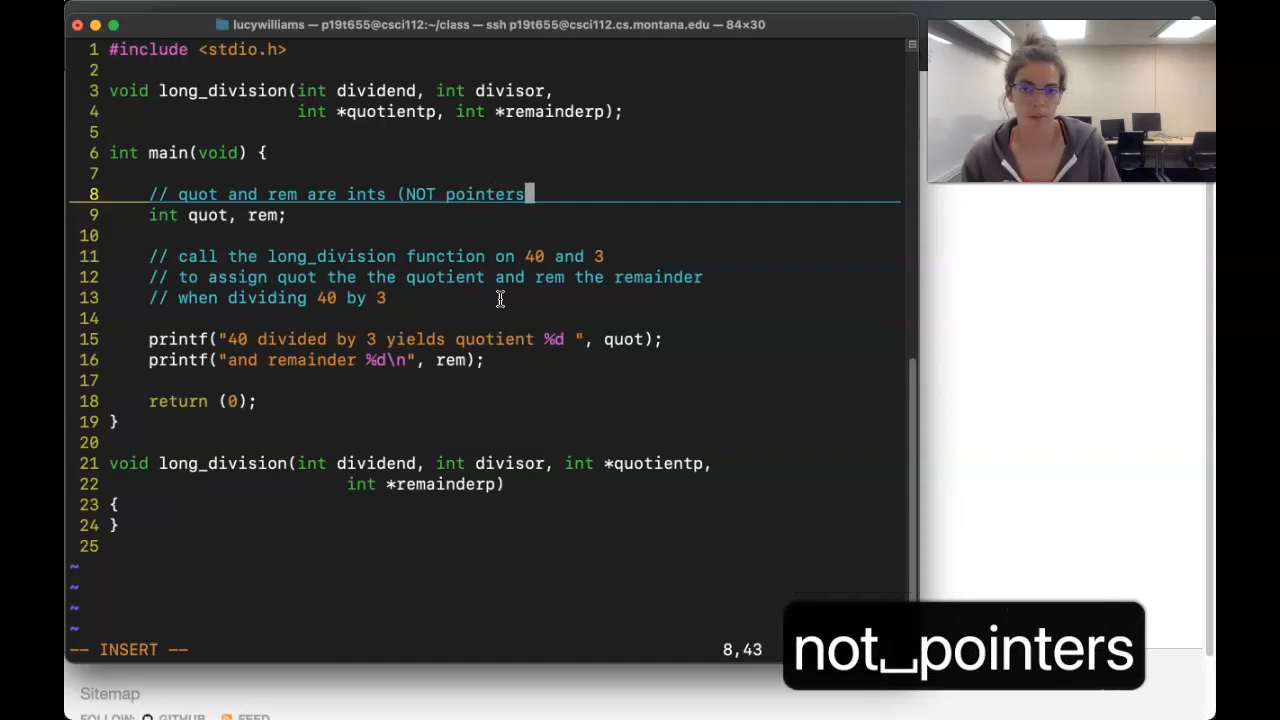 lucywilliams — p19t655@csci112:~/class — ssh p19t655@csci112.cs.montana.edu — 84×30
1 #include <stdio.h>
2
3 void long_division(int dividend, int divisor,
4 int *quotientp, int *remainderp);
5
6 int main(void) {
7
8 // quot and rem are ints (NOT pointers
9 int quot, rem;
10
11 // call the long_division function on 40 and 3
12 // to assign quot the the quotient and rem the remainder
13 // when dividing 40 by 3
14
15 printf("40 divided by 3 yields quotient %d ", quot);
16 printf("and remainder %d\n", rem);
17
18 return (0);
19 }
20
21 void long_division(int dividend, int divisor, int *quotientp,
22 int *remainderp)
23 {
24 }
25
~
~
~
~
-- INSERT -- 8,43
not␣pointers
Sitemap
FOLLOW: GITHUB FEED